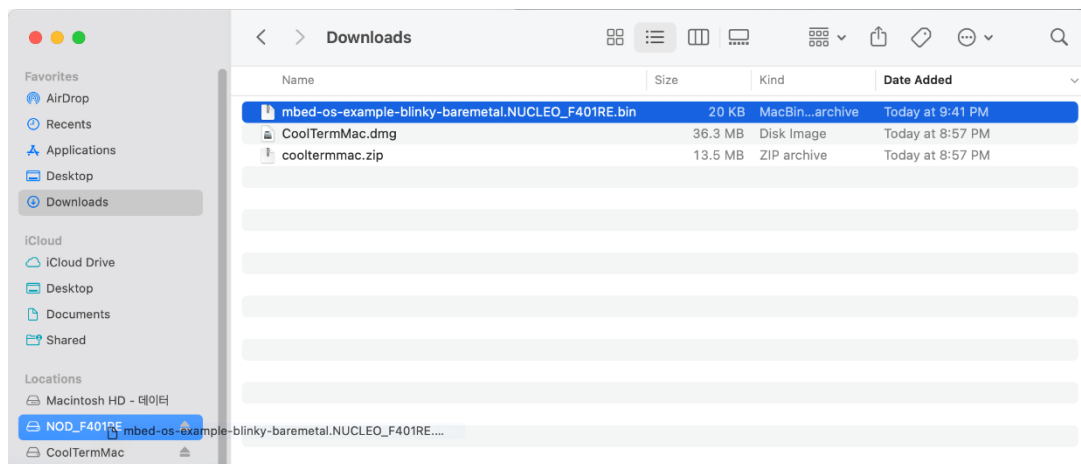 Downloads
Favorites
AirDrop
Recents
Applications
Desktop
Downloads
iCloud
iCloud Drive
Desktop
Documents
Shared
Locations
Macintosh HD - 데이터
NOD_F401RE
CoolTermMac
Name Size Kind Date Added
mbed-os-example-blinky-baremetal.NUCLEO_F401RE.bin 20 KB MacBin...archive Today at 9:41 PM
CoolTermMac.dmg 36.3 MB Disk Image Today at 8:57 PM
cooltermmac.zip 13.5 MB ZIP archive Today at 8:57 PM
mbed-os-example-blinky-baremetal.NUCLEO_F401RE....